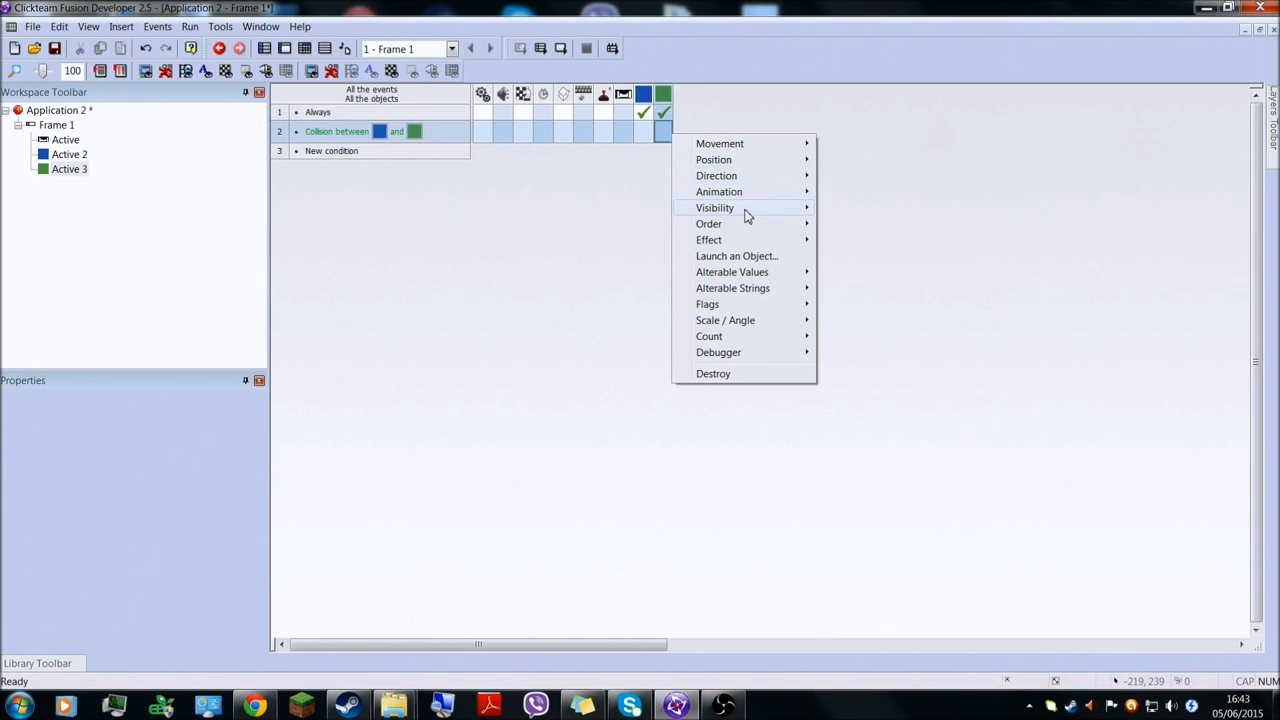 Clickteam Fusion Developer 2.5 - [Application 2 - Frame 1*]
File Edit View Insert Events Run Tools Window Help
1 - Frame 1
100
Workspace Toolbar
Application 2 *
Frame 1
Active
Active 2
Active 3
Properties
Library Toolbar
All the events
All the objects
1 • Always
2 • Collision between and
3 • New condition
Movement
Position
Direction
Animation
Visibility
Order
Effect
Launch an Object...
Alterable Values
Alterable Strings
Flags
Scale / Angle
Count
Debugger
Destroy
Layers Toolbar
Ready
-219, 239
0
CAP NUM
16:43
05/06/2015